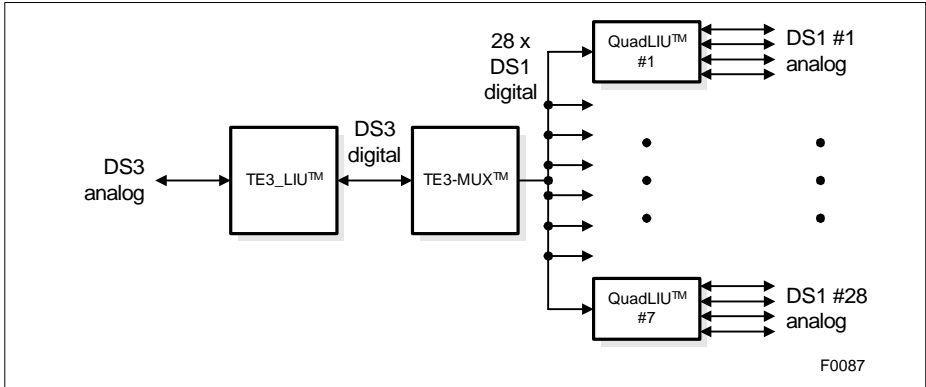 28 x
DS1
digital
QuadLIU™
#1
DS1 #1
analog
DS3
analog
TE3_LIU™
DS3
digital
TE3-MUX™
QuadLIU™
#7
DS1 #28
analog
F0087